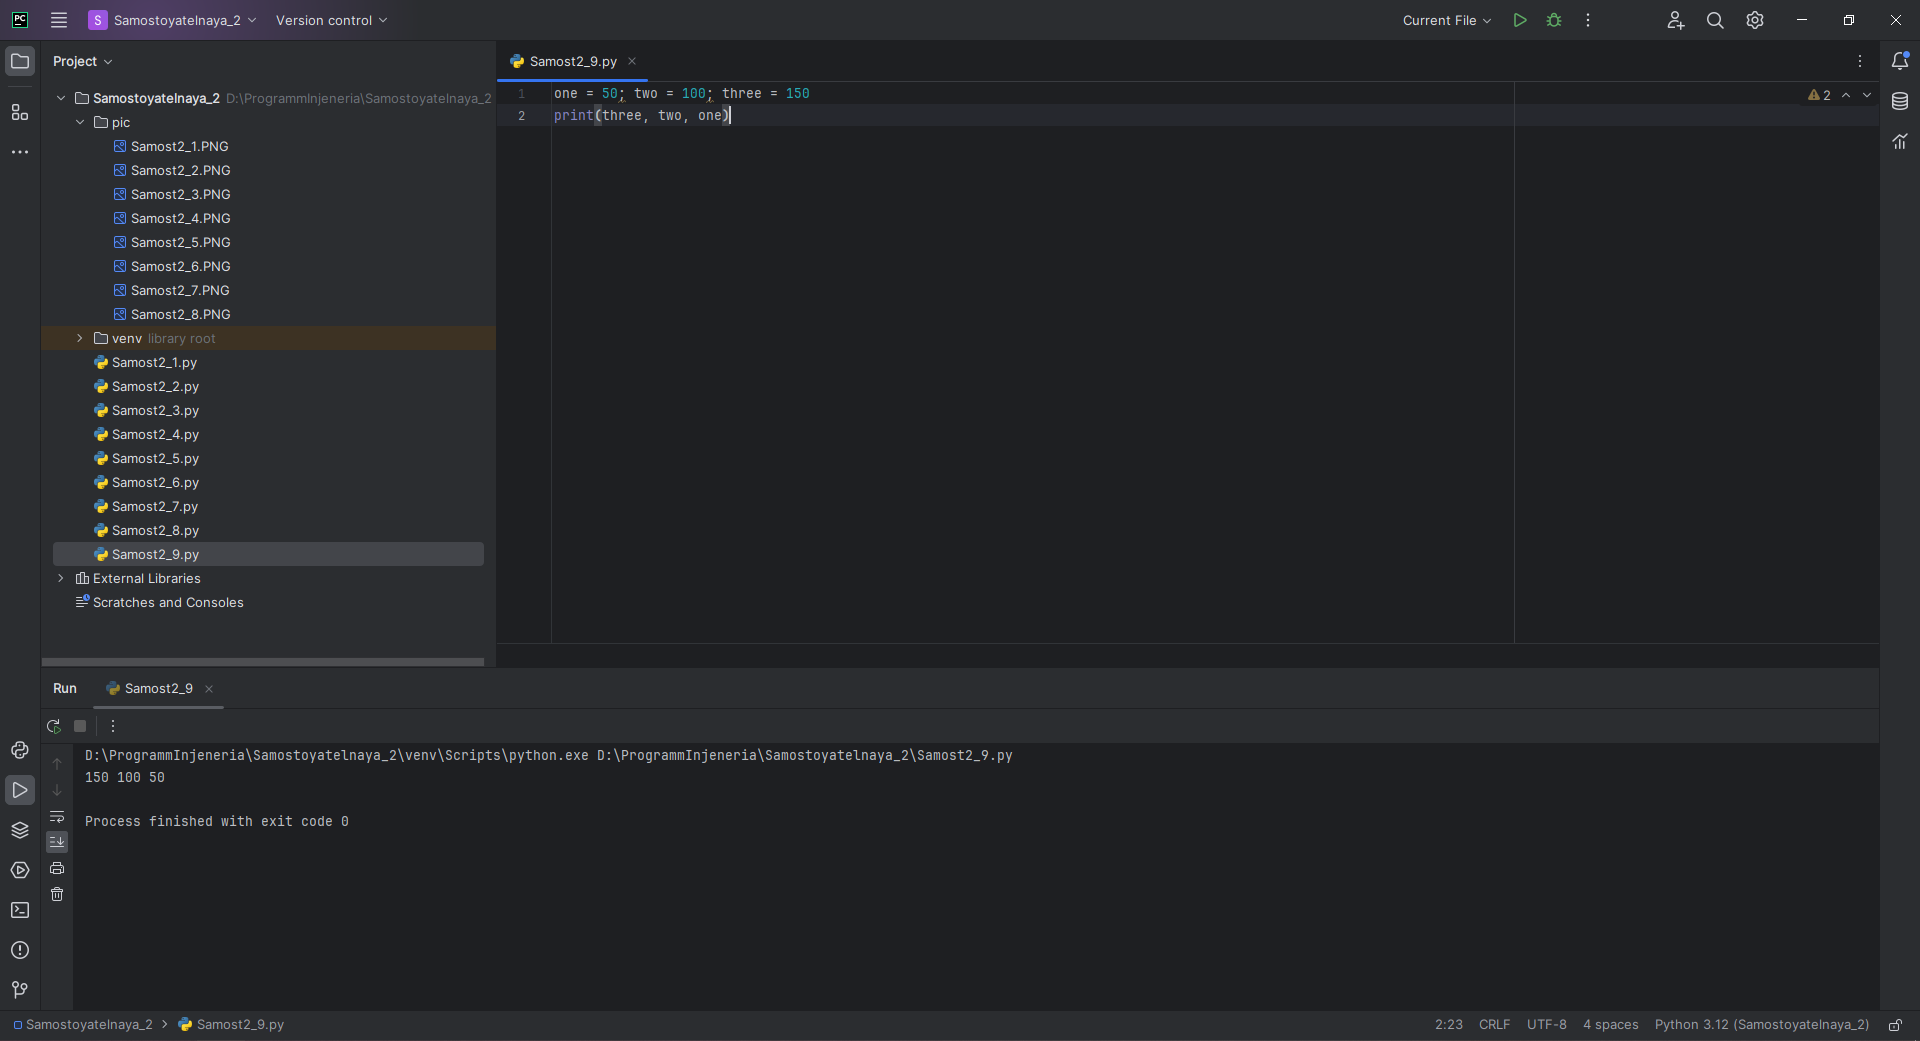 PC
S Samostoyatelnaya_2 Version control
Current File
Project
Samostoyatelnaya_2 D:\ProgrammInjeneria\Samostoyatelnaya_2
pic
Samost2_1.PNG
Samost2_2.PNG
Samost2_3.PNG
Samost2_4.PNG
Samost2_5.PNG
Samost2_6.PNG
Samost2_7.PNG
Samost2_8.PNG
venv library root
Samost2_1.py
Samost2_2.py
Samost2_3.py
Samost2_4.py
Samost2_5.py
Samost2_6.py
Samost2_7.py
Samost2_8.py
Samost2_9.py
External Libraries
Scratches and Consoles
Samost2_9.py
1 one = 50; two = 100; three = 150
2 print(three, two, one)
2
Run Samost2_9
D:\ProgrammInjeneria\Samostoyatelnaya_2\venv\Scripts\python.exe D:\ProgrammInjeneria\Samostoyatelnaya_2\Samost2_9.py
150 100 50
Process finished with exit code 0
Samostoyatelnaya_2 Samost2_9.py
2:23 CRLF UTF-8 4 spaces Python 3.12 (Samostoyatelnaya_2)